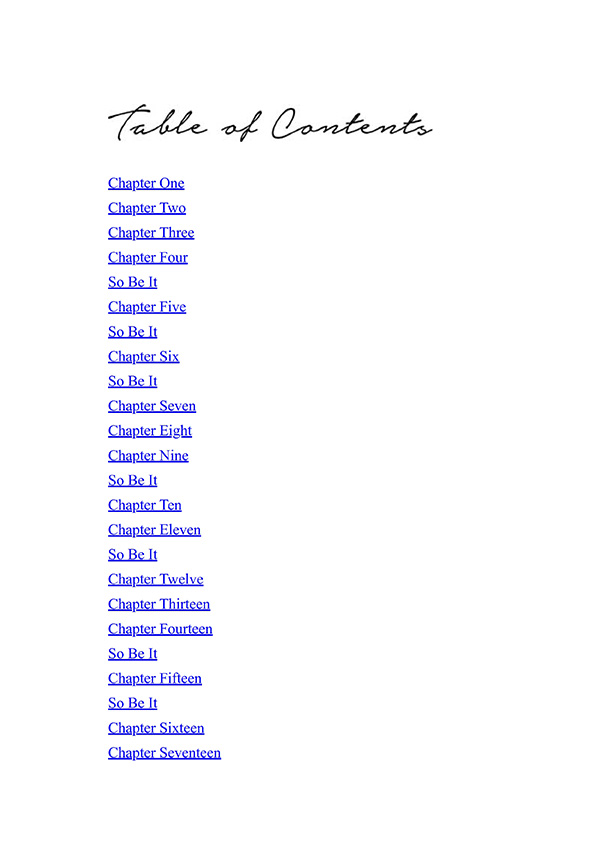 Table of Contents
Chapter One
Chapter Two
Chapter Three
Chapter Four
So Be It
Chapter Five
So Be It
Chapter Six
So Be It
Chapter Seven
Chapter Eight
Chapter Nine
So Be It
Chapter Ten
Chapter Eleven
So Be It
Chapter Twelve
Chapter Thirteen
Chapter Fourteen
So Be It
Chapter Fifteen
So Be It
Chapter Sixteen
Chapter Seventeen